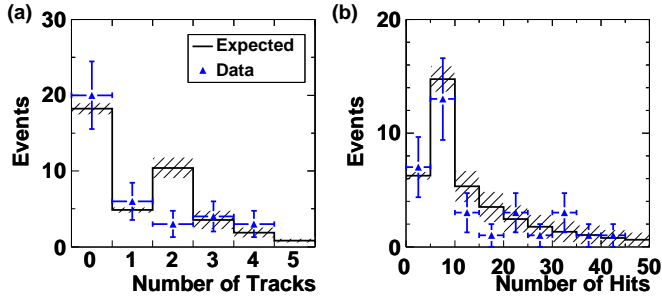 (a)
30
20
10
0
Events
Expected
Data
0 1 2 3 4 5
Number of Tracks
(b)
20
10
0
Events
0 10 20 30 40 50
Number of Hits